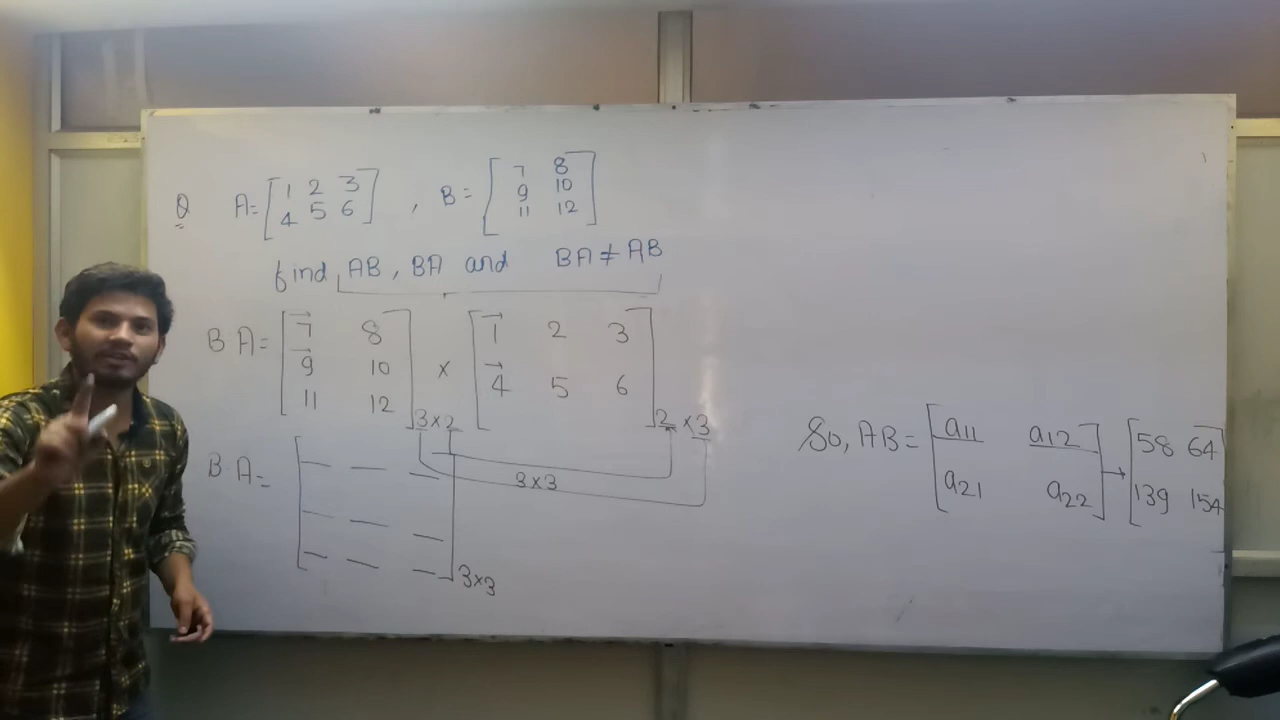 Q A = [ 1 2 3
4 5 6 ] , B = [ 7 8
9 10
11 12 ]
find AB, BA and BA ≠ AB
BA = [ 7 8
9 10
11 12 ] 3×2 × [ 1 2 3
4 5 6 ] 2×3
3×3
BA = [ — — —
— — —
— — — ] 3×3
So, AB = [ a11 a12
a21 a22 ] → [ 58 64
139 154 ]